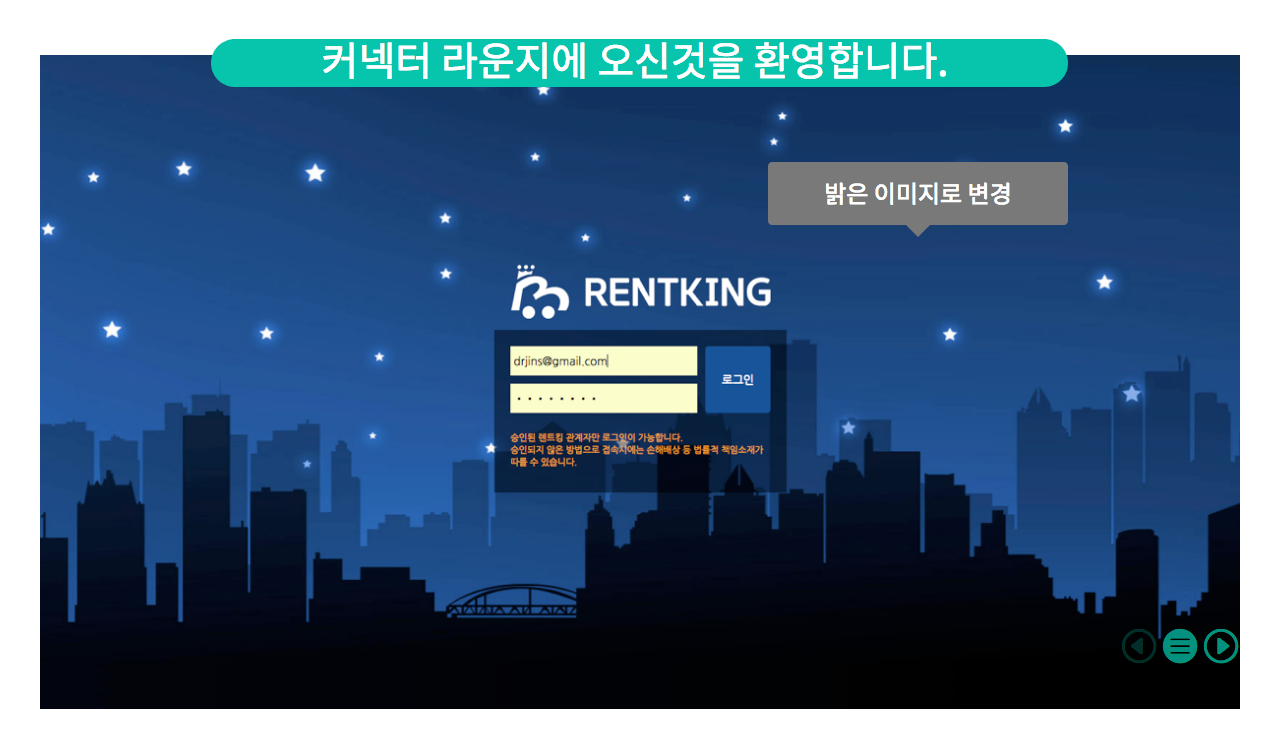 커넥터 라운지에 오신것을 환영합니다.
밝은 이미지로 변경
RENTKING
drjins@gmail.com
로그인
승인된 렌트킹 관계자만 로그인이 가능합니다.
승인되지 않은 방법으로 접속시에는 손해배상 등 법률적 책임소재가
따를 수 있습니다.